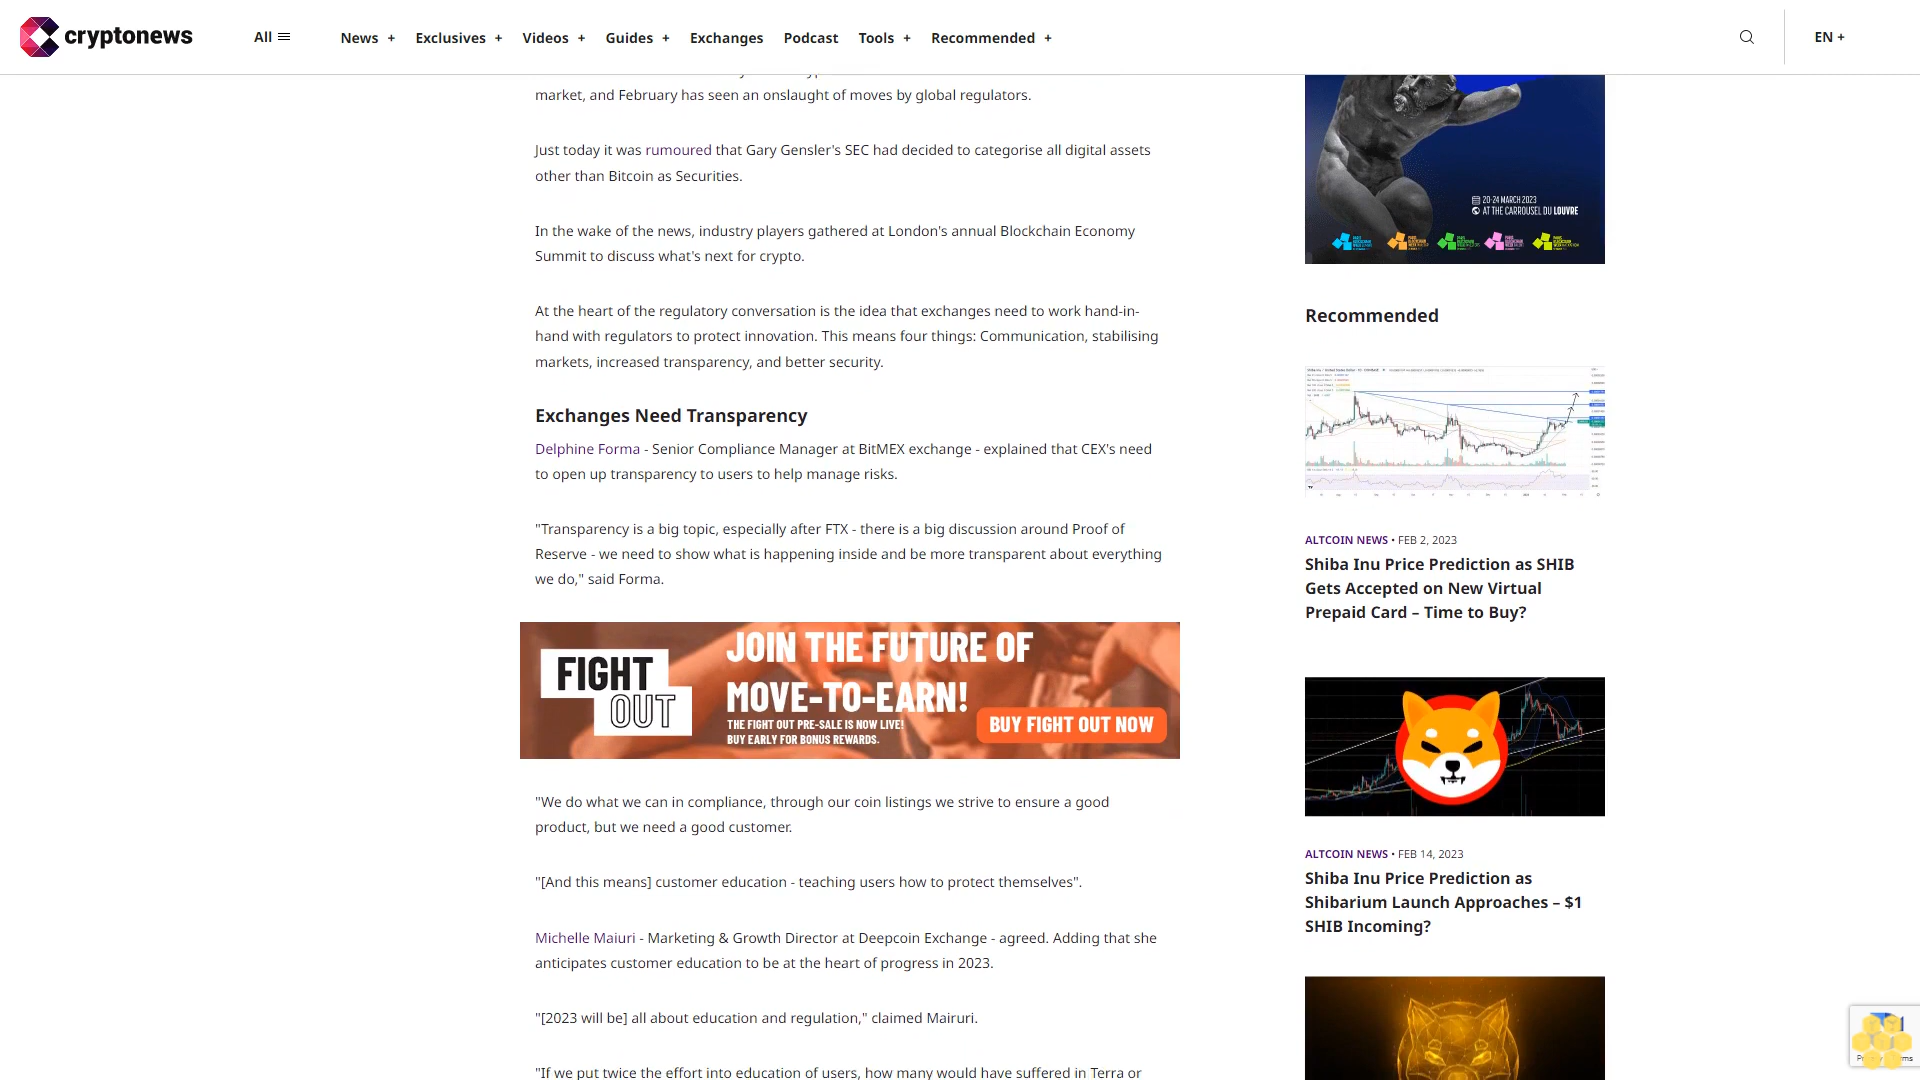 cryptonews
All
News +
Exclusives +
Videos +
Guides +
Exchanges
Podcast
Tools +
Recommended +
EN +
market, and February has seen an onslaught of moves by global regulators.
Just today it was rumoured that Gary Gensler's SEC had decided to categorise all digital assets
other than Bitcoin as Securities.
In the wake of the news, industry players gathered at London's annual Blockchain Economy
Summit to discuss what's next for crypto.
At the heart of the regulatory conversation is the idea that exchanges need to work hand-in-
hand with regulators to protect innovation. This means four things: Communication, stabilising
markets, increased transparency, and better security.
Exchanges Need Transparency
Delphine Forma - Senior Compliance Manager at BitMEX exchange - explained that CEX's need
to open up transparency to users to help manage risks.
"Transparency is a big topic, especially after FTX - there is a big discussion around Proof of
Reserve - we need to show what is happening inside and be more transparent about everything
we do," said Forma.
FIGHT
OUT
JOIN THE FUTURE OF
MOVE-TO-EARN!
THE FIGHT OUT PRE-SALE IS NOW LIVE!
BUY EARLY FOR BONUS REWARDS.
BUY FIGHT OUT NOW
"We do what we can in compliance, through our coin listings we strive to ensure a good
product, but we need a good customer.
"[And this means] customer education - teaching users how to protect themselves".
Michelle Maiuri - Marketing & Growth Director at Deepcoin Exchange - agreed. Adding that she
anticipates customer education to be at the heart of progress in 2023.
"[2023 will be] all about education and regulation," claimed Mairuri.
"If we put twice the effort into education of users, how many would have suffered in Terra or
20-24 MARCH 2023
AT THE CARROUSEL DU LOUVRE
Recommended
ALTCOIN NEWS • FEB 2, 2023
Shiba Inu Price Prediction as SHIB
Gets Accepted on New Virtual
Prepaid Card – Time to Buy?
ALTCOIN NEWS • FEB 14, 2023
Shiba Inu Price Prediction as
Shibarium Launch Approaches – $1
SHIB Incoming?